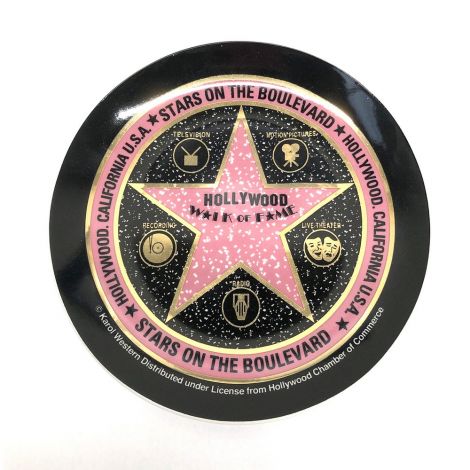 ★ STARS ON THE BOULEVARD ★
HOLLYWOOD, CALIFORNIA U.S.A.
TELEVISION
MOTION PICTURES
HOLLYWOOD
WALK OF FAME
RECORDING
LIVE THEATER
RADIO
HOLLYWOOD, CALIFORNIA U.S.A.
★ STARS ON THE BOULEVARD ★
© Karol Western Distributed under License from Hollywood Chamber of Commerce